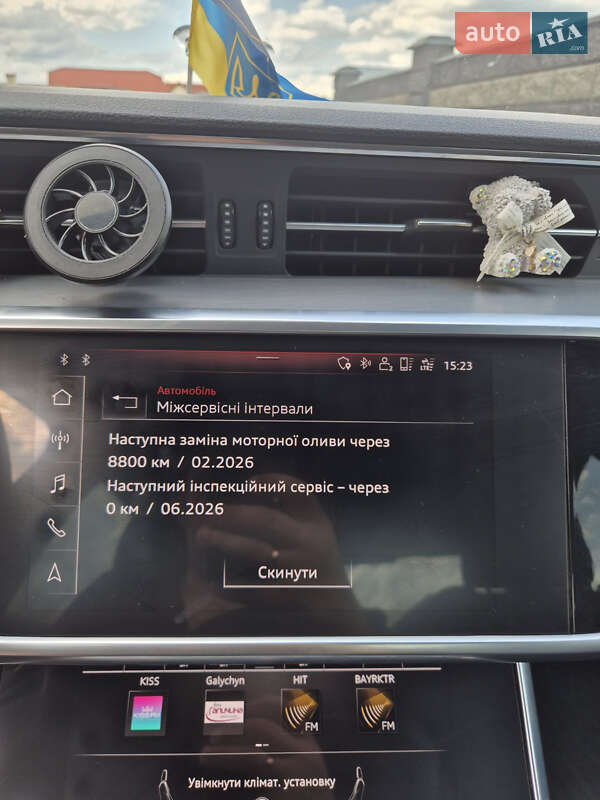 auto RIA .com
15:23
Автомобіль
Міжсервісні інтервали
Наступна заміна моторної оливи через
8800 км / 02.2026
Наступний інспекційний сервіс – через
0 км / 06.2026
Скинути
KISS
Galychyn
HIT
BAYRKTR
FM
FM
Увімкнути клімат. установку